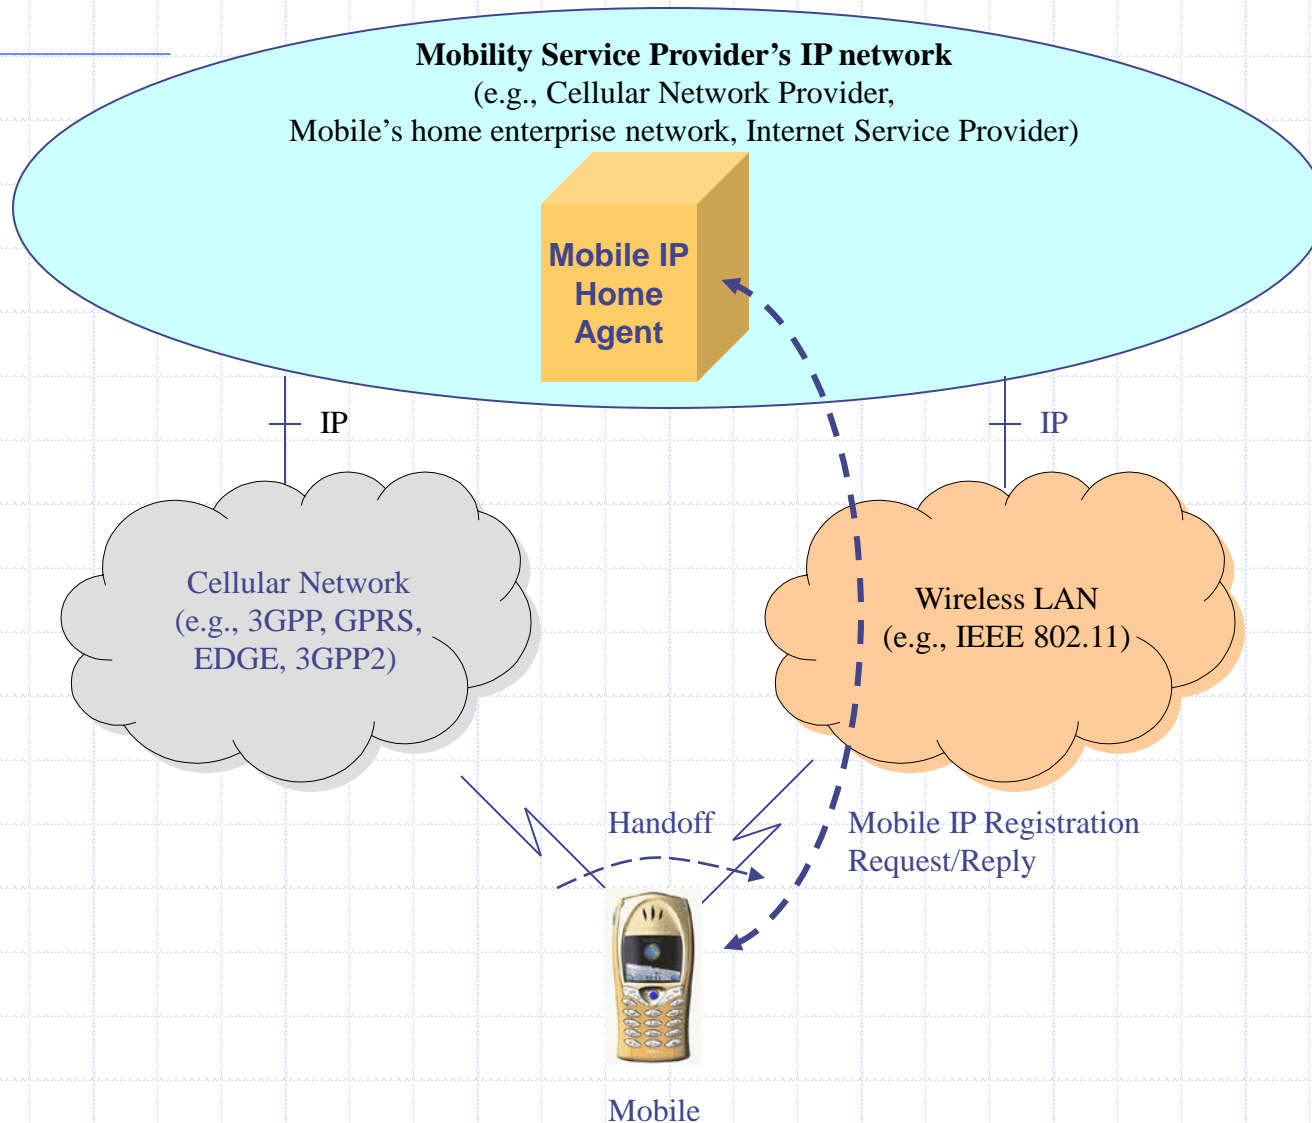 Mobility Service Provider’s IP network
(e.g., Cellular Network Provider,
Mobile’s home enterprise network, Internet Service Provider)
Mobile IP
Home
Agent
IP
IP
Cellular Network
(e.g., 3GPP, GPRS,
EDGE, 3GPP2)
Wireless LAN
(e.g., IEEE 802.11)
Handoff
Mobile IP Registration
Request/Reply
Mobile